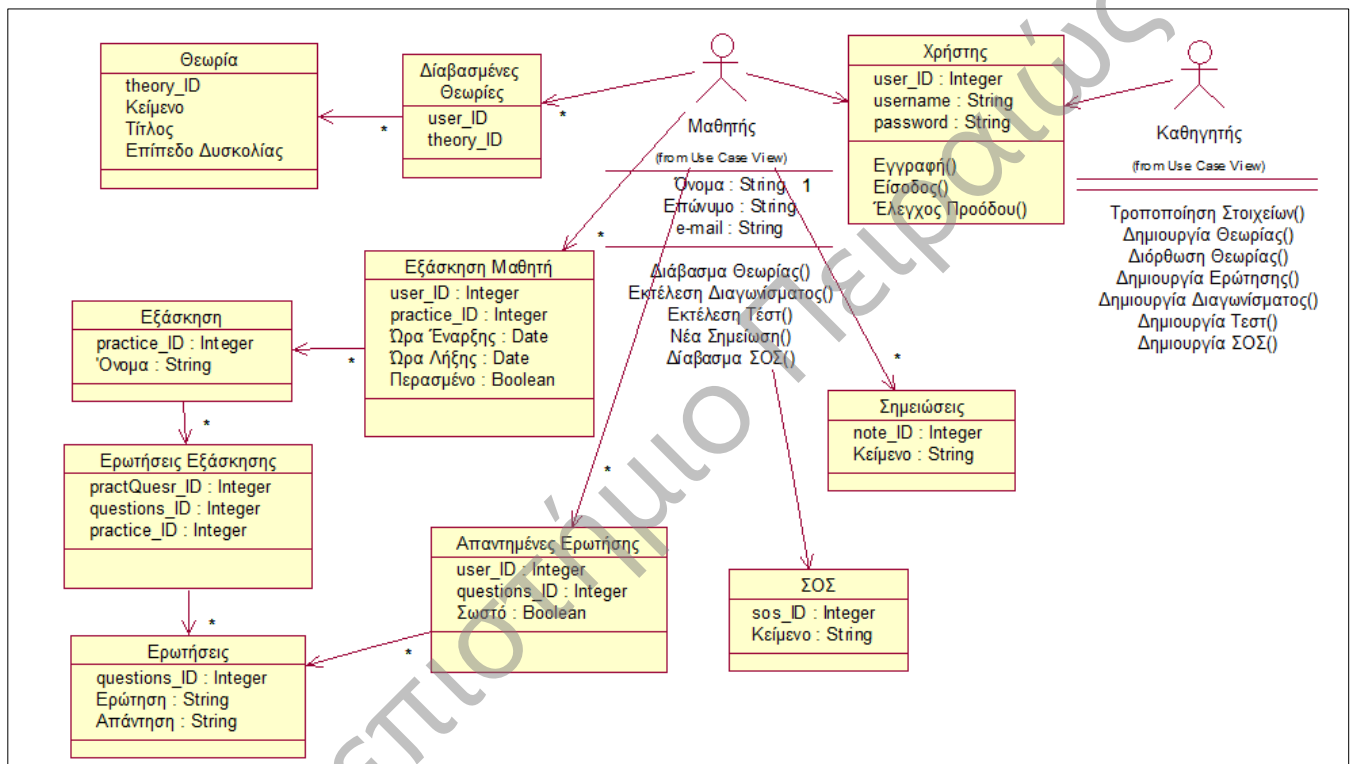 Θεωρία
theory_ID
Κείμενο
Τίτλος
Επίπεδο Δυσκολίας
Δίαβασμένες
Θεωρίες
user_ID
theory_ID
*
*
Μαθητής
(from Use Case View)
Όνομα : String
1
Επώνυμο : String
e-mail : String
Διάβασμα Θεωρίας()
Εκτέλεση Διαγωνίσματος()
Εκτέλεση Τέστ()
Νέα Σημείωση()
Δίαβασμα ΣΟΣ()
Χρήστης
user_ID : Integer
username : String
password : String
Εγγραφή()
Είσοδος()
Έλεγχος Προόδου()
Καθηγητής
(from Use Case View)
Τροποποίηση Στοιχείων()
Δημιουργία Θεωρίας()
Διόρθωση Θεωρίας()
Δημιουργία Ερώτησης()
Δημιουργία Διαγωνίσματος()
Δημιουργία Τεστ()
Δημιουργία ΣΟΣ()
*
Εξάσκηση Μαθητή
user_ID : Integer
practice_ID : Integer
Ώρα Έναρξης : Date
Ώρα Λήξης : Date
Περασμένο : Boolean
*
Εξάσκηση
practice_ID : Integer
Όνομα : String
*
Ερωτήσεις Εξάσκησης
practQuesr_ID : Integer
questions_ID : Integer
practice_ID : Integer
*
Ερωτήσεις
questions_ID : Integer
Ερώτηση : String
Απάντηση : String
*
Απαντημένες Ερωτήσης
user_ID : Integer
questions_ID : Integer
Σωστό : Boolean
*
*
Σημειώσεις
note_ID : Integer
Κείμενο : String
ΣΟΣ
sos_ID : Integer
Κείμενο : String
επιστήμιο Πειραιώς